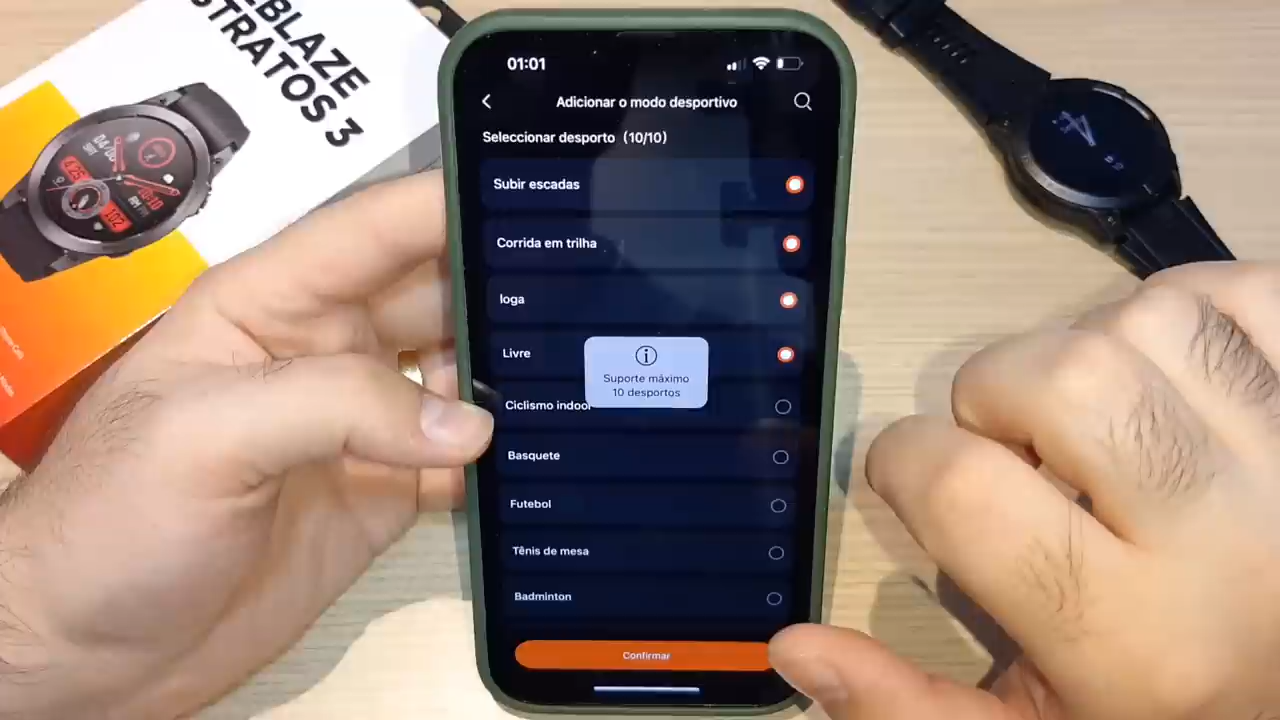 EBLAZE
STRATOS 3
01:01
Adicionar o modo desportivo
Seleccionar desporto (10/10)
Subir escadas
Corrida em trilha
Ioga
Livre
Suporte máximo
10 desportos
Ciclismo indoor
Basquete
Futebol
Tênis de mesa
Badminton
Confirmar